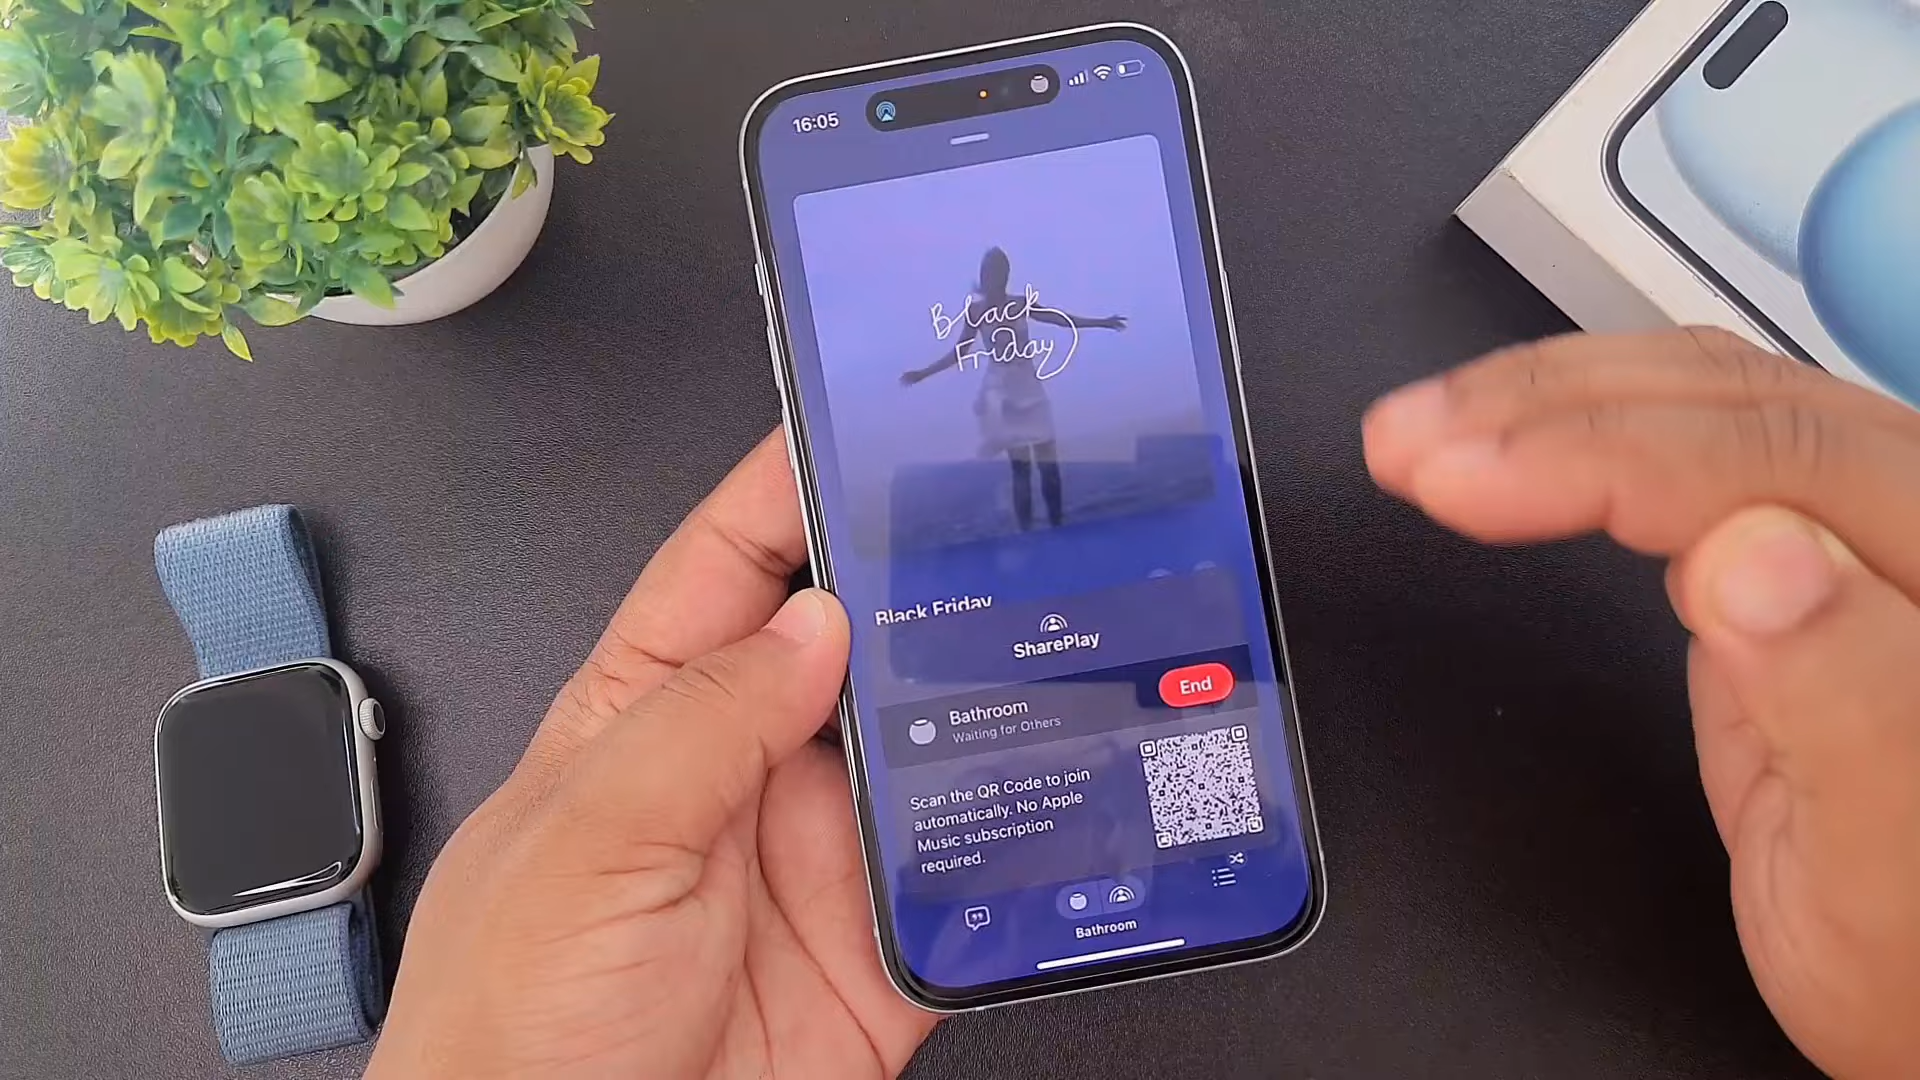 16:05
Black
Friday
Black Friday
SharePlay
Bathroom
Waiting for Others
End
Scan the QR Code to join
automatically. No Apple
Music subscription
required.
Bathroom